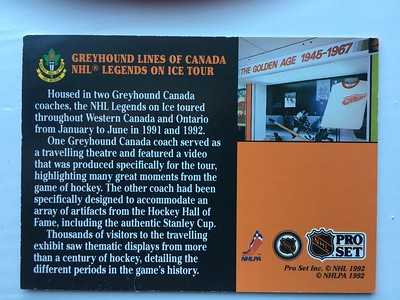 GREYHOUND LINES OF CANADA
NHL® LEGENDS ON ICE TOUR
Housed in two Greyhound Canada
coaches, the NHL Legends on Ice toured
throughout Western Canada and Ontario
from January to June in 1991 and 1992.
One Greyhound Canada coach served as
a travelling theatre and featured a video
that was produced specifically for the tour,
highlighting many great moments from the
game of hockey. The other coach had been
specifically designed to accommodate an
array of artifacts from the Hockey Hall of
Fame, including the authentic Stanley Cup.
Thousands of visitors to the travelling
exhibit saw thematic displays from more
than a century of hockey, detailing the
different periods in the game's history.
THE GOLDEN AGE 1945-1967
NHLPA
NHL
PRO
SET
Pro Set Inc. © NHL 1992
© NHLPA 1992